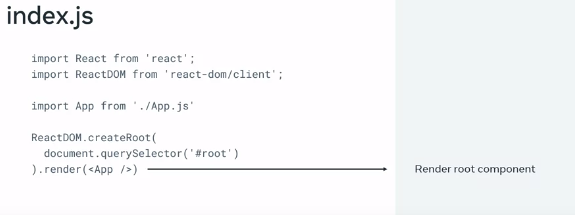 index.js
import React from 'react';
import ReactDOM from 'react-dom/client';
import App from './App.js'
ReactDOM.createRoot(
document.querySelector('#root')
).render(<App />)
Render root component